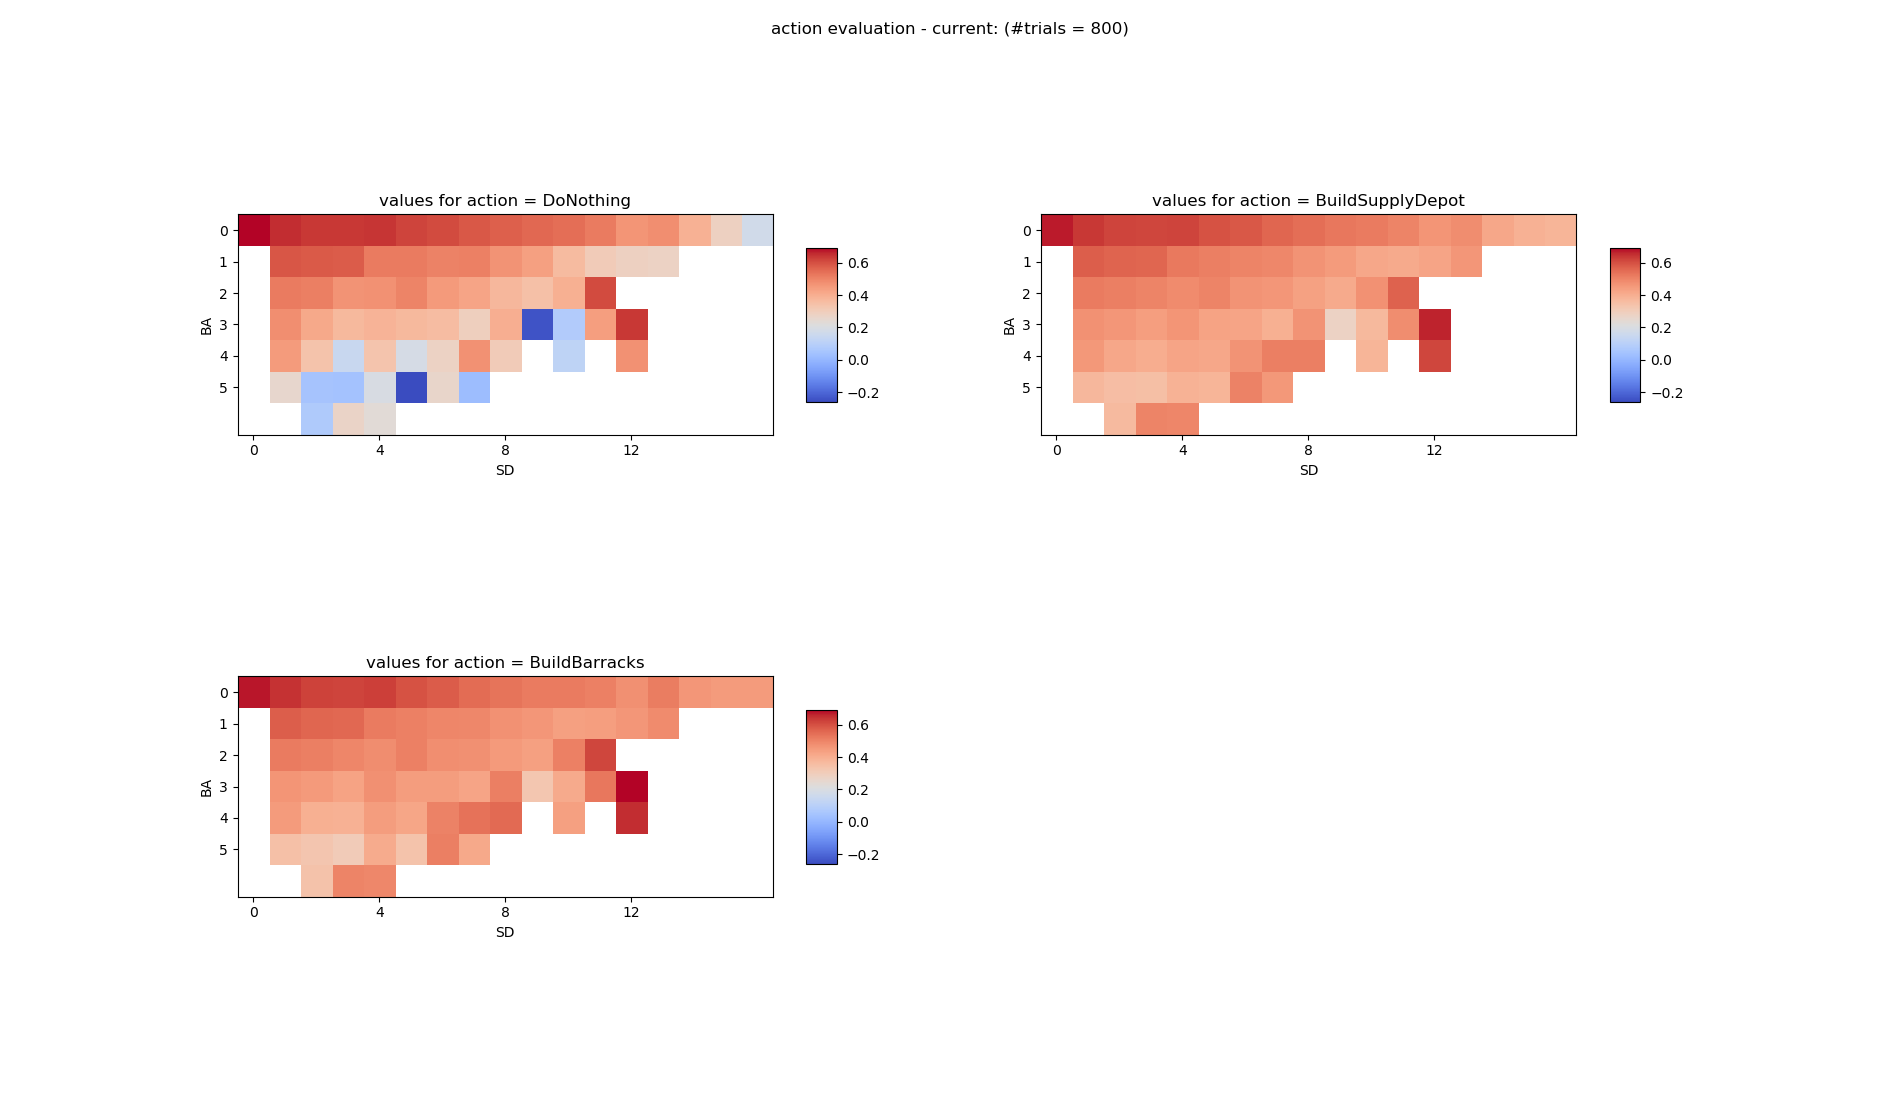 action evaluation - current: (#trials = 800)
values for action = DoNothing
0
1
2
3
4
5
BA
0 4 8 12
SD
0.6
0.4
0.2
0.0
−0.2
values for action = BuildSupplyDepot
0
1
2
3
4
5
BA
0 4 8 12
SD
0.6
0.4
0.2
0.0
−0.2
values for action = BuildBarracks
0
1
2
3
4
5
BA
0 4 8 12
SD
0.6
0.4
0.2
0.0
−0.2